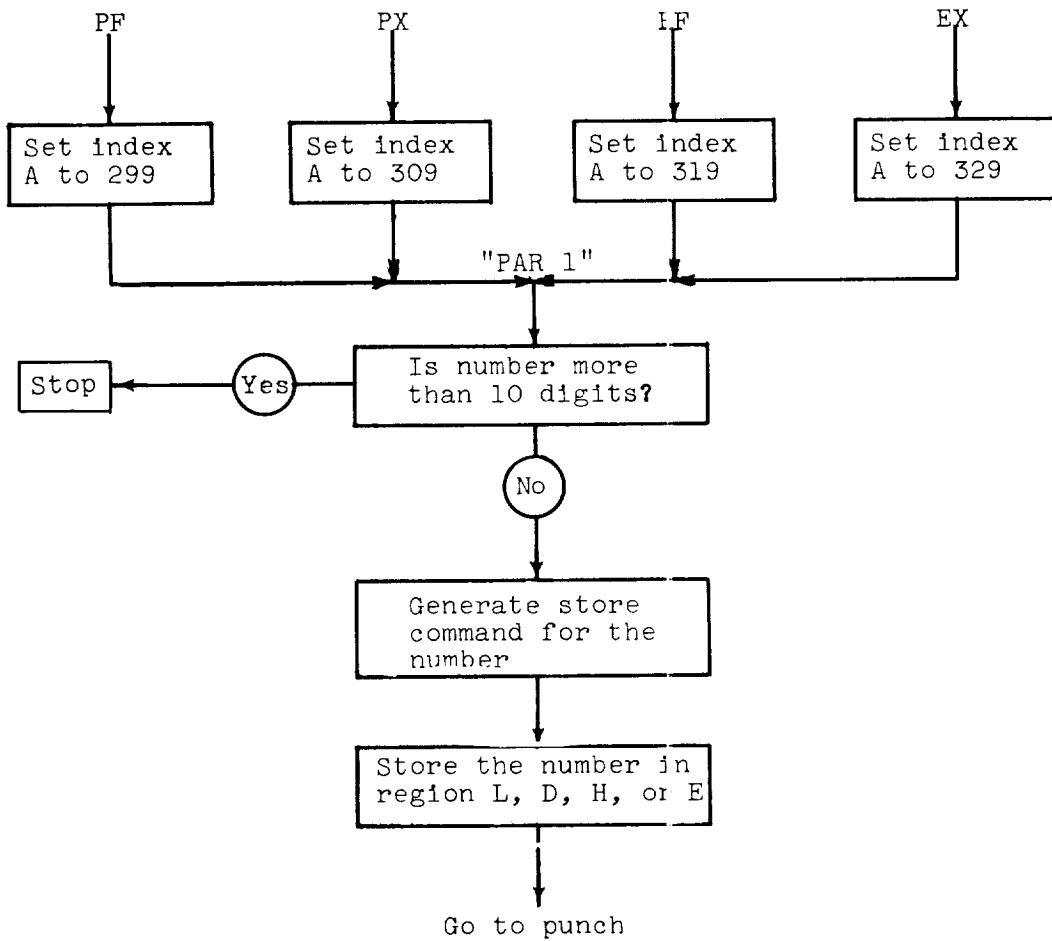 PF
PX
EX
Set index
A to 299
Set index
A to 309
Set index
A to 319
Set index
A to 329
"PAR 1"
Is number more
than 10 digits?
Yes
Stop
No
Generate store
command for the
number
Store the number in
region L, D, H, or E
Go to punch